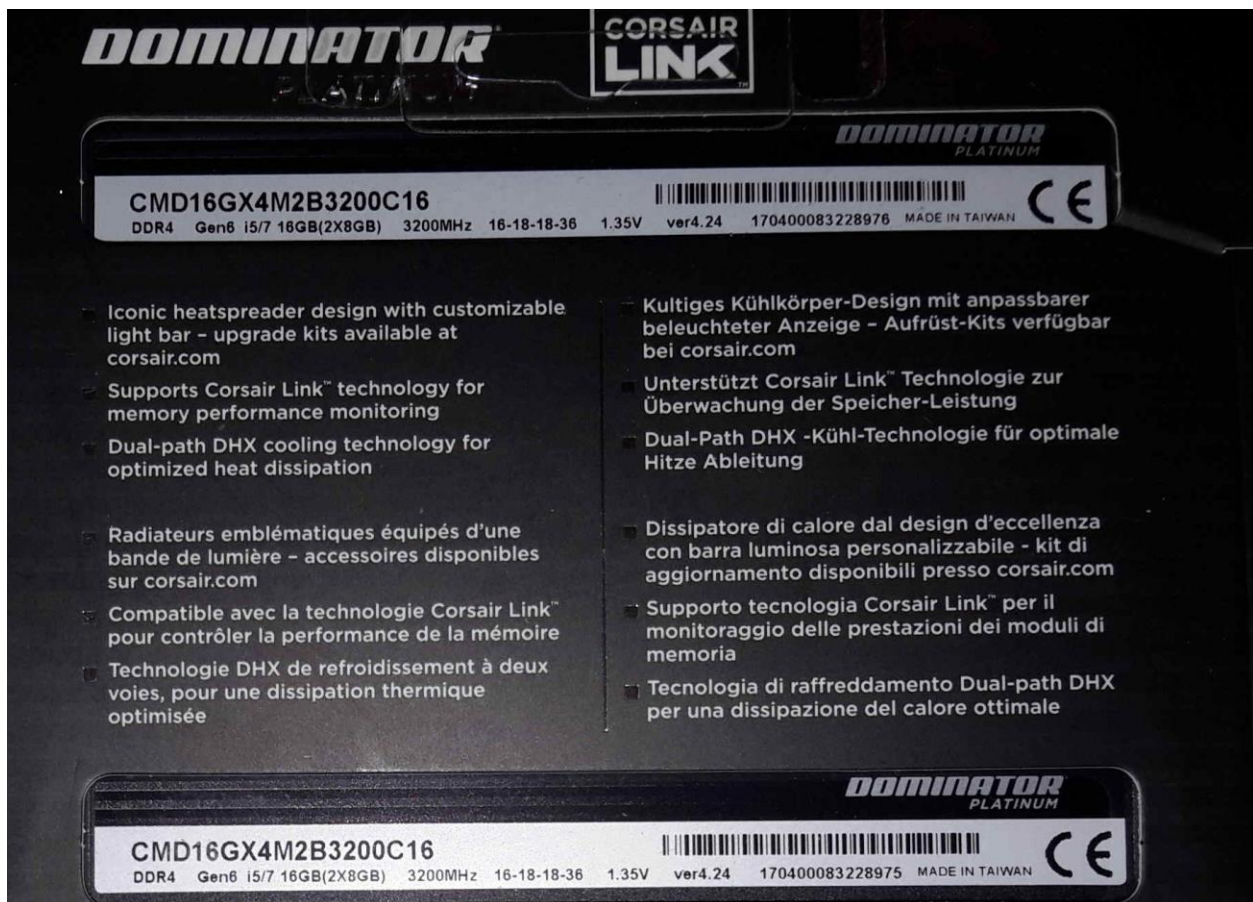 DOMINATOR
PLATINUM
CORSAIR
LINK™
DOMINATOR
PLATINUM
CMD16GX4M2B3200C16
DDR4 Gen6 i5/7 16GB(2X8GB) 3200MHz 16-18-18-36 1.35V ver4.24 170400083228976 MADE IN TAIWAN CE
Iconic heatspreader design with customizable
light bar – upgrade kits available at
corsair.com
Supports Corsair Link™ technology for
memory performance monitoring
Dual-path DHX cooling technology for
optimized heat dissipation
Kultiges Kühlkörper-Design mit anpassbarer
beleuchteter Anzeige – Aufrüst-Kits verfügbar
bei corsair.com
Unterstützt Corsair Link™ Technologie zur
Überwachung der Speicher-Leistung
Dual-Path DHX -Kühl-Technologie für optimale
Hitze Ableitung
Radiateurs emblématiques équipés d'une
bande de lumière – accessoires disponibles
sur corsair.com
Compatible avec la technologie Corsair Link™
pour contrôler la performance de la mémoire
Technologie DHX de refroidissement à deux
voies, pour une dissipation thermique
optimisée
Dissipatore di calore dal design d'eccellenza
con barra luminosa personalizzabile - kit di
aggiornamento disponibili presso corsair.com
Supporto tecnologia Corsair Link™ per il
monitoraggio delle prestazioni dei moduli di
memoria
Tecnologia di raffreddamento Dual-path DHX
per una dissipazione del calore ottimale
DOMINATOR
PLATINUM
CMD16GX4M2B3200C16
DDR4 Gen6 i5/7 16GB(2X8GB) 3200MHz 16-18-18-36 1.35V ver4.24 170400083228975 MADE IN TAIWAN CE